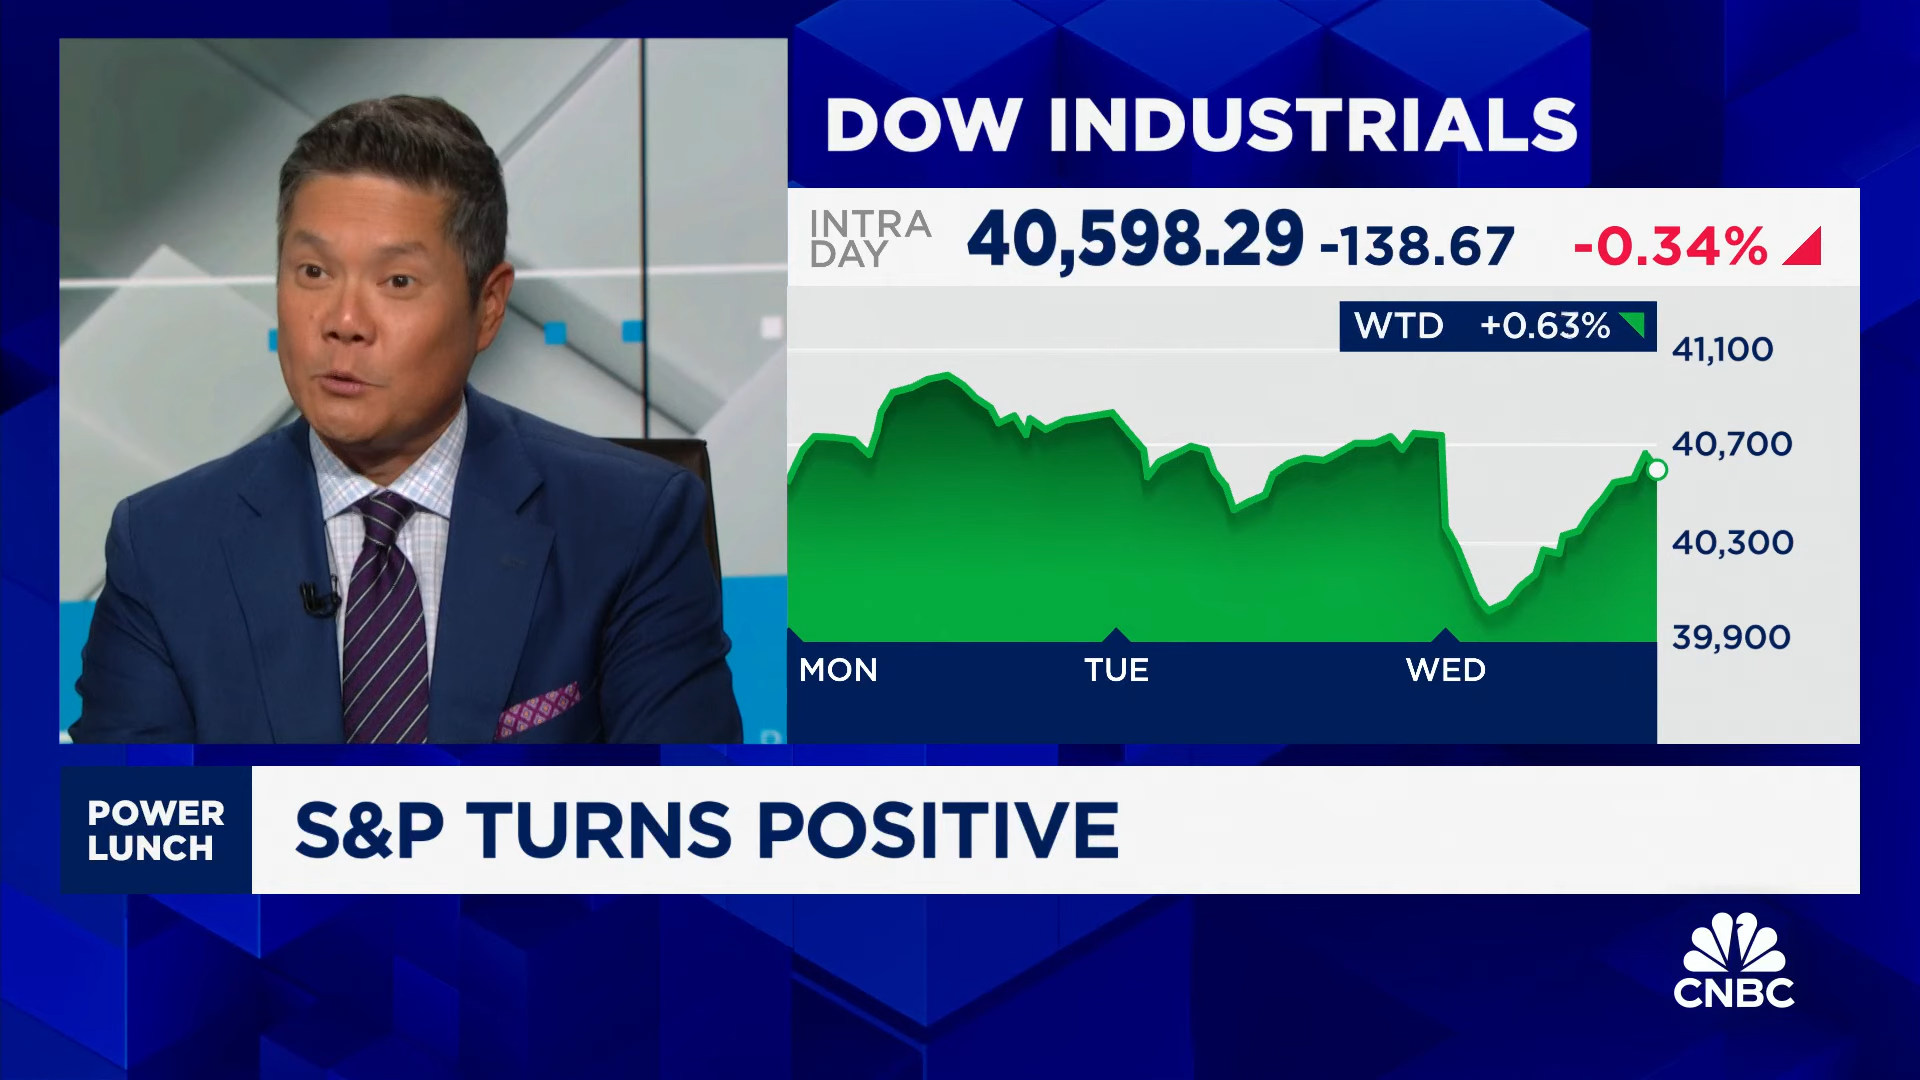 DOW INDUSTRIALS
INTRA
DAY
40,598.29 -138.67 -0.34%
WTD +0.63%
41,100
40,700
40,300
39,900
MON TUE WED
POWER
LUNCH
S&P TURNS POSITIVE
CNBC